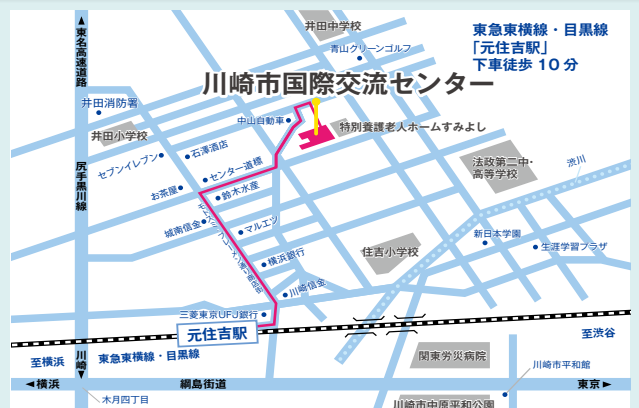 井田中学校
青山グリーンゴルフ
東急東横線・目黒線
「元住吉駅」
下車徒歩 10 分
▲東名高速道路
川崎市国際交流センター
井田消防署
中山自動車
特別養護老人ホームすみよし
井田小学校
石澤酒店
セブンイレブン
センター道標
法政第二中・
高等学校
渋川
尻手黒川線
お茶屋
鈴木水産
城南信金
マルエツ
新日本学園
生涯学習プラザ
住吉小学校
横浜銀行
川崎信金
三菱東京UFJ銀行
元住吉駅
至渋谷
至横浜
東急東横線・目黒線
川崎▼
関東労災病院
川崎市平和館
◀横浜
綱島街道
東京▶
木月四丁目
川崎市中原平和公園